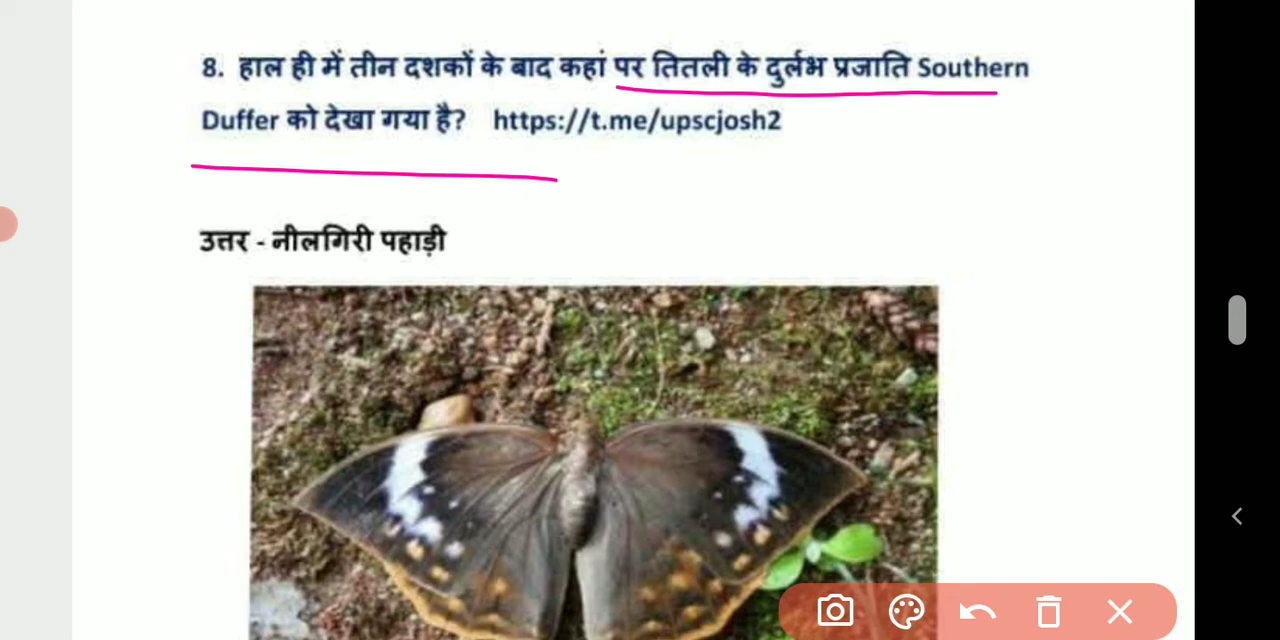 8. हाल ही में तीन दशकों के बाद कहां पर तितली के दुर्लभ प्रजाति Southern
Duffer को देखा गया है? https://t.me/upscjosh2
उत्तर - नीलगिरी पहाड़ी